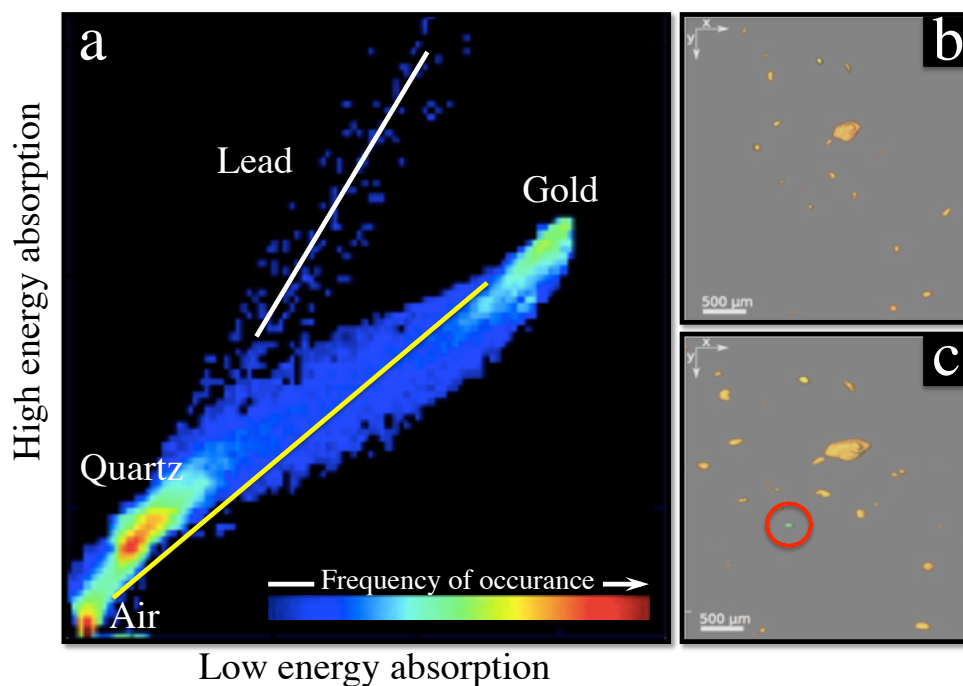 a
Lead
Gold
Quartz
Air
Frequency of occurance
High energy absorption
Low energy absorption
b
x
y
500 µm
c
x
y
500 µm